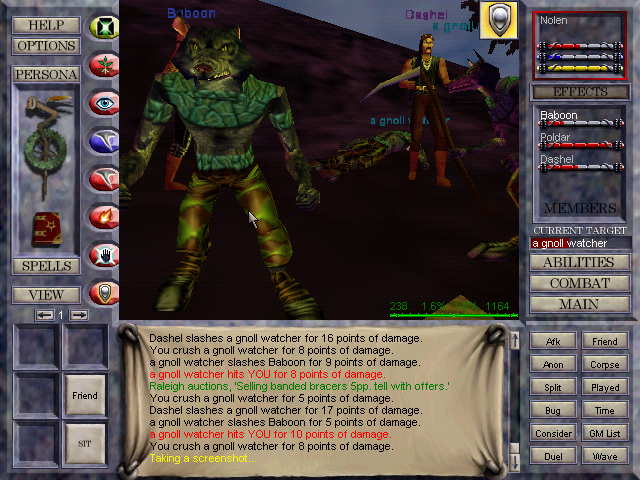 HELP
OPTIONS
PERSONA
SPELLS
VIEW
1
Friend
SIT
Baboon
Dashel
a gnoll
a gnoll watcher
236 1.6% 1164
Nolen
EFFECTS
Baboon
Poldar
Dashel
MEMBERS
CURRENT TARGET
a gnoll watcher
ABILITIES
COMBAT
MAIN
Dashel slashes a gnoll watcher for 16 points of damage.
You crush a gnoll watcher for 8 points of damage.
a gnoll watcher slashes Baboon for 9 points of damage.
a gnoll watcher hits YOU for 8 points of damage.
Raleigh auctions, 'Selling banded bracers 5pp. tell with offers.'
You crush a gnoll watcher for 5 points of damage.
Dashel slashes a gnoll watcher for 17 points of damage.
a gnoll watcher slashes Baboon for 5 points of damage.
a gnoll watcher hits YOU for 10 points of damage.
You crush a gnoll watcher for 8 points of damage.
Taking a screenshot...
Afk Friend
Anon Corpse
Split Played
Bug Time
Consider GM List
Duel Wave